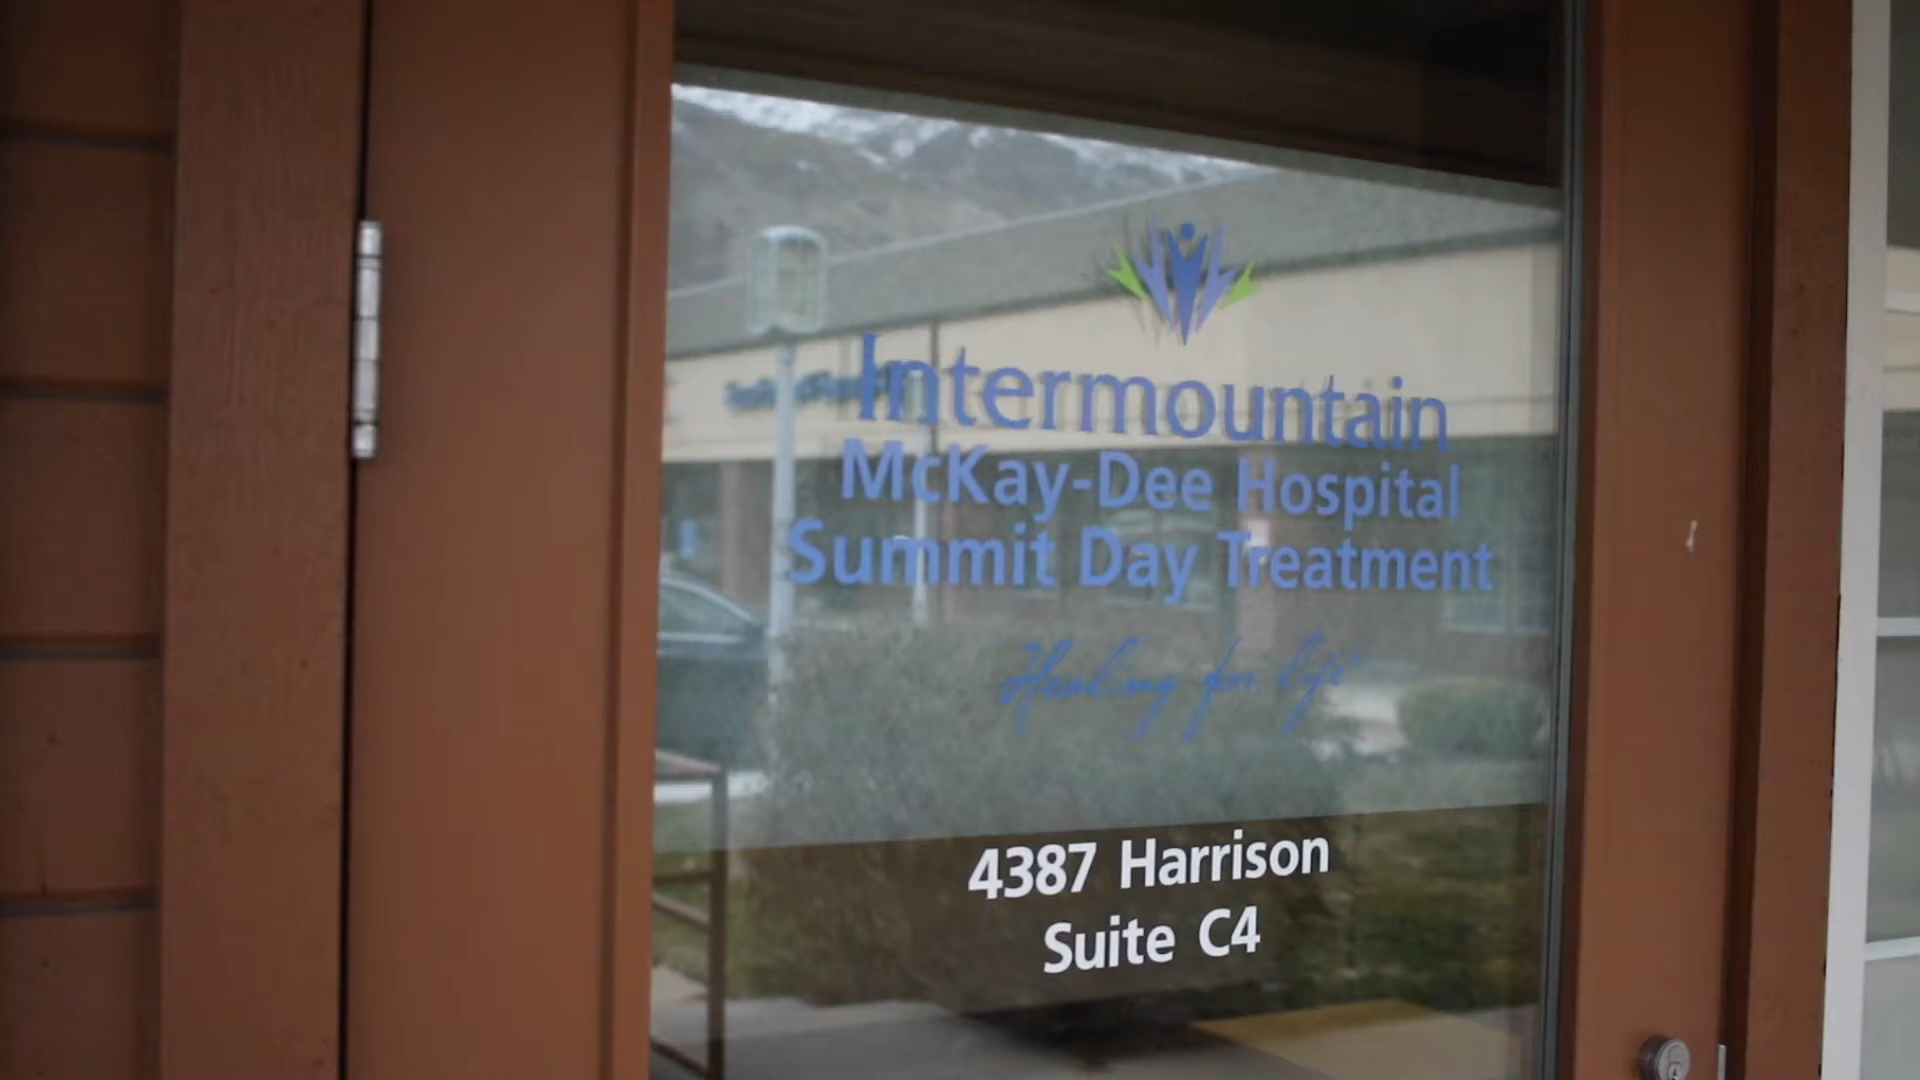 Intermountain
McKay-Dee Hospital
Summit Day Treatment
Healing for life
4387 Harrison
Suite C4